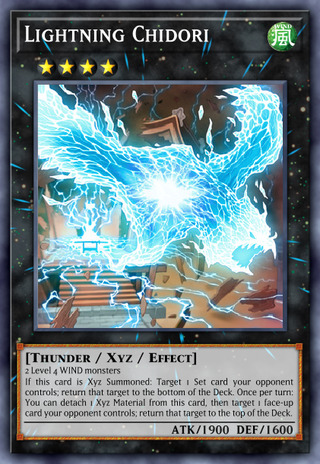 Lightning Chidori
WIND
風
[Thunder / Xyz / Effect]
2 Level 4 WIND monsters
If this card is Xyz Summoned: Target 1 Set card your opponent
controls; return that target to the bottom of the Deck. Once per turn:
You can detach 1 Xyz Material from this card, then target 1 face-up
card your opponent controls; return that target to the top of the Deck.
ATK/1900 DEF/1600